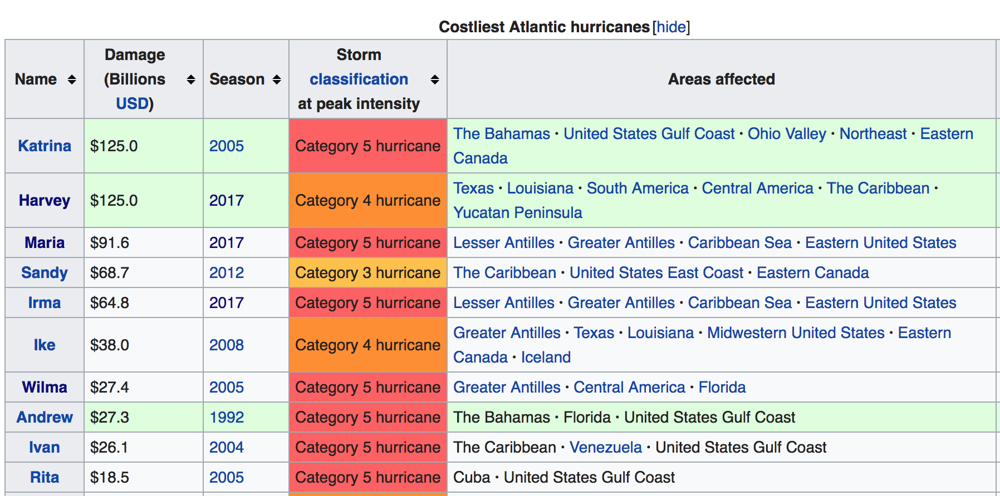 Costliest Atlantic hurricanes [hide]
Name
Damage
(Billions
USD)
Season
Storm
classification
at peak intensity
Areas affected
Katrina
$125.0
2005
Category 5 hurricane
The Bahamas · United States Gulf Coast · Ohio Valley · Northeast · Eastern
Canada
Harvey
$125.0
2017
Category 4 hurricane
Texas · Louisiana · South America · Central America · The Caribbean ·
Yucatan Peninsula
Maria
$91.6
2017
Category 5 hurricane
Lesser Antilles · Greater Antilles · Caribbean Sea · Eastern United States
Sandy
$68.7
2012
Category 3 hurricane
The Caribbean · United States East Coast · Eastern Canada
Irma
$64.8
2017
Category 5 hurricane
Lesser Antilles · Greater Antilles · Caribbean Sea · Eastern United States
Ike
$38.0
2008
Category 4 hurricane
Greater Antilles · Texas · Louisiana · Midwestern United States · Eastern
Canada · Iceland
Wilma
$27.4
2005
Category 5 hurricane
Greater Antilles · Central America · Florida
Andrew
$27.3
1992
Category 5 hurricane
The Bahamas · Florida · United States Gulf Coast
Ivan
$26.1
2004
Category 5 hurricane
The Caribbean · Venezuela · United States Gulf Coast
Rita
$18.5
2005
Category 5 hurricane
Cuba · United States Gulf Coast